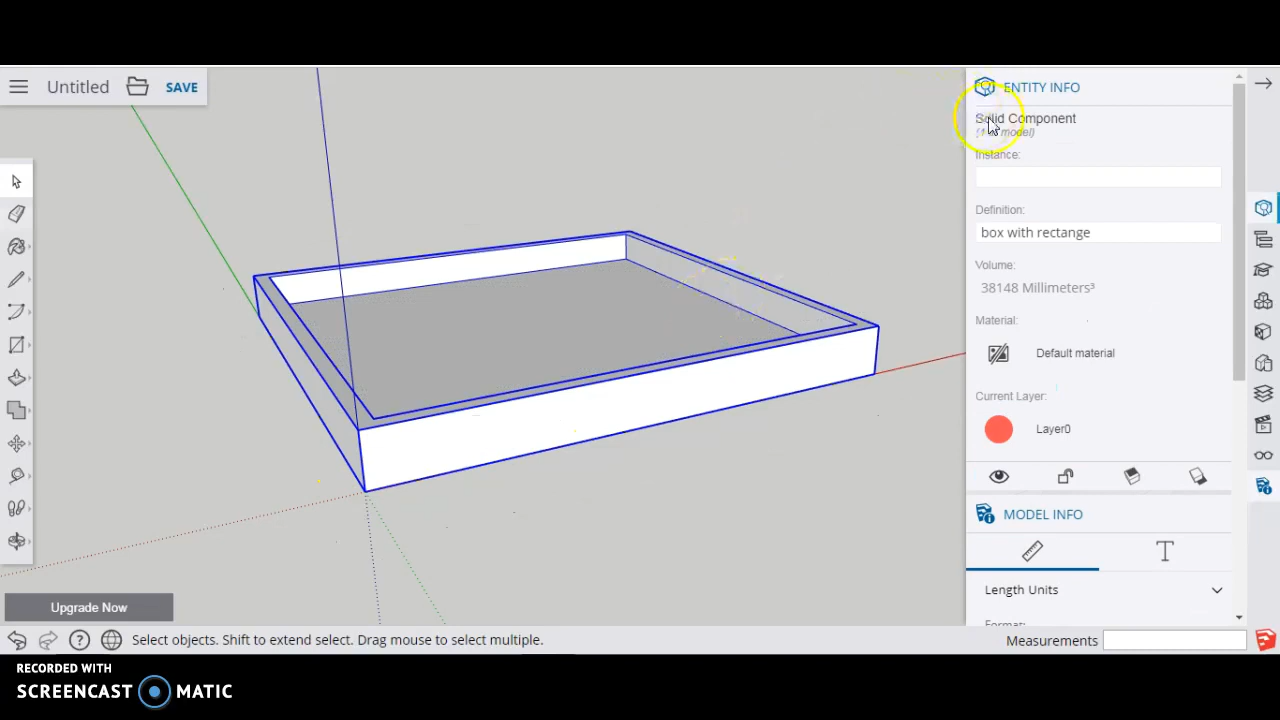 Untitled
SAVE
ENTITY INFO
Solid Component
model)
Instance:
Definition:
box with rectange
Volume:
38148 Millimeters³
Material:
Default material
Current Layer:
Layer0
MODEL INFO
Length Units
Format:
Upgrade Now
Select objects. Shift to extend select. Drag mouse to select multiple.
Measurements
RECORDED WITH
SCREENCAST MATIC